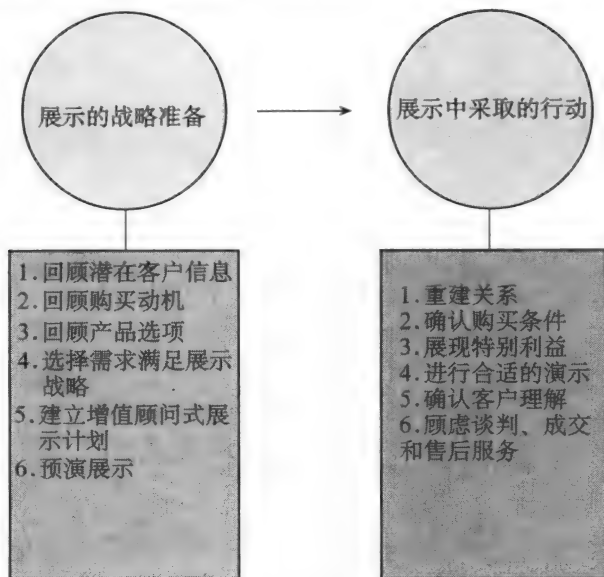 展示的战略准备
展示中采取的行动
1.回顾潜在客户信息
2.回顾购买动机
3.回顾产品选项
4.选择需求满足展示
战略
5.建立增值顾问式展
示计划
6.预演展示
1.重建关系
2.确认购买条件
3.展现特别利益
4.进行合适的演示
5.确认客户理解
6.顾虑谈判、成交
和售后服务